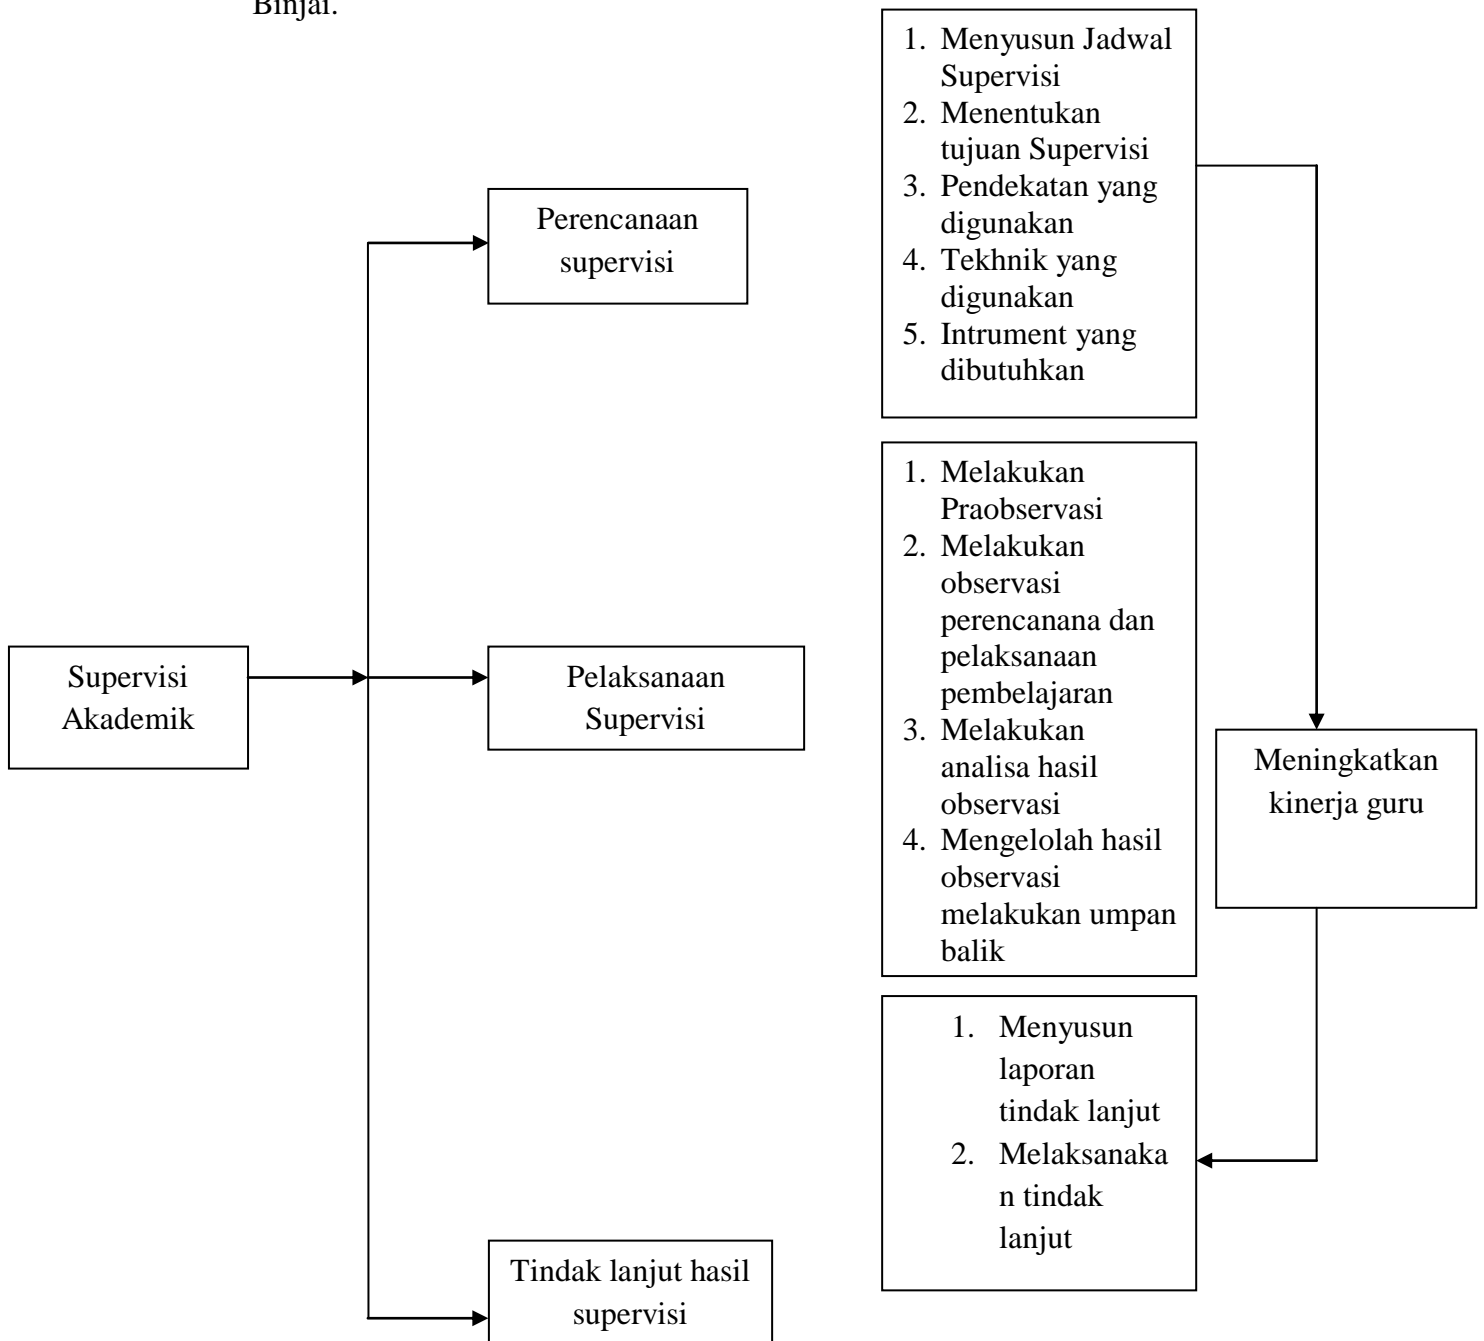 Binjai.
1. Menyusun Jadwal
Supervisi
2. Menentukan
tujuan Supervisi
3. Pendekatan yang
digunakan
4. Tekhnik yang
digunakan
5. Intrument yang
dibutuhkan
Perencanaan
supervisi
1. Melakukan
Praobservasi
2. Melakukan
observasi
perencanana dan
pelaksanaan
pembelajaran
3. Melakukan
analisa hasil
observasi
4. Mengelolah hasil
observasi
melakukan umpan
balik
Supervisi
Akademik
Pelaksanaan
Supervisi
Meningkatkan
kinerja guru
1. Menyusun
laporan
tindak lanjut
2. Melaksanaka
n tindak
lanjut
Tindak lanjut hasil
supervisi